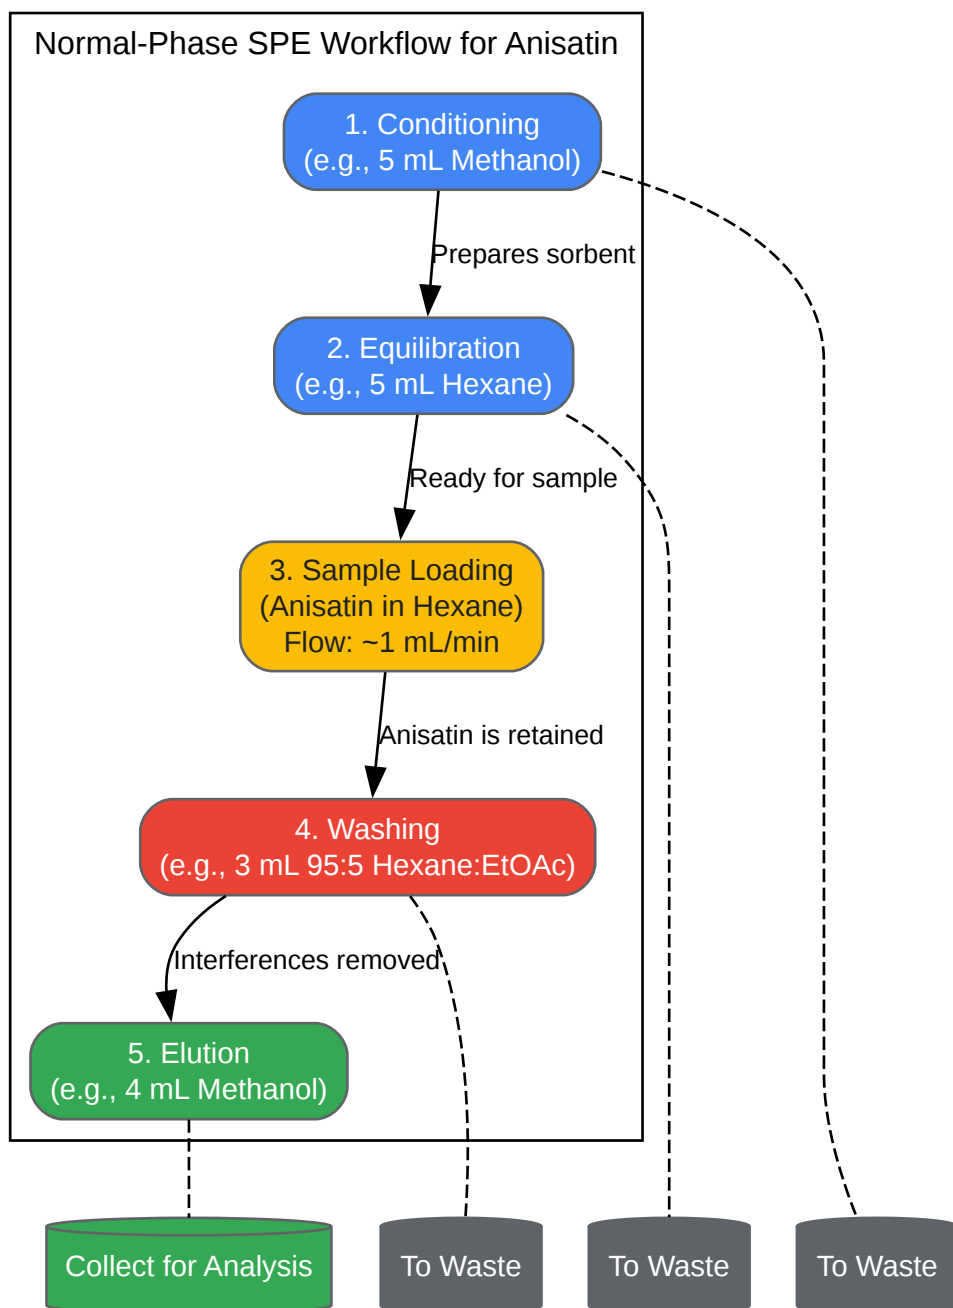 Normal-Phase SPE Workflow for Anisatin
1. Conditioning
(e.g., 5 mL Methanol)
Prepares sorbent
2. Equilibration
(e.g., 5 mL Hexane)
Ready for sample
3. Sample Loading
(Anisatin in Hexane)
Flow: ~1 mL/min
Anisatin is retained
4. Washing
(e.g., 3 mL 95:5 Hexane:EtOAc)
Interferences removed
5. Elution
(e.g., 4 mL Methanol)
Collect for Analysis
To Waste
To Waste
To Waste